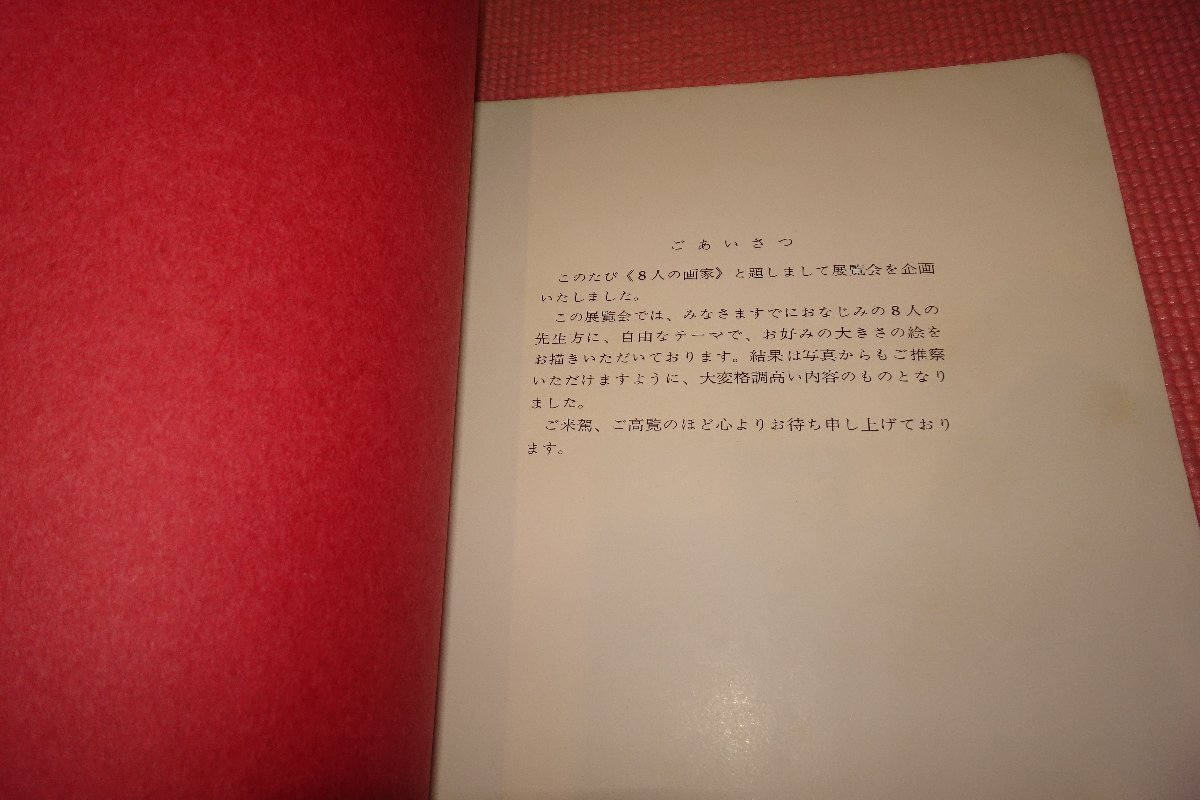 ごあいさつ
このたび《８人の画家》と題しまして展覧会を企画
いたしました。
この展覧会では、みなさますでにおなじみの８人の
先生方に、自由なテーマで、お好みの大きさの絵を
お描きいただいております。結果は写真からもご推察
いただけますように、大変格調高い内容のものとなり
ました。
ご来駕、ご高覧のほど心よりお待ち申し上げており
ます。